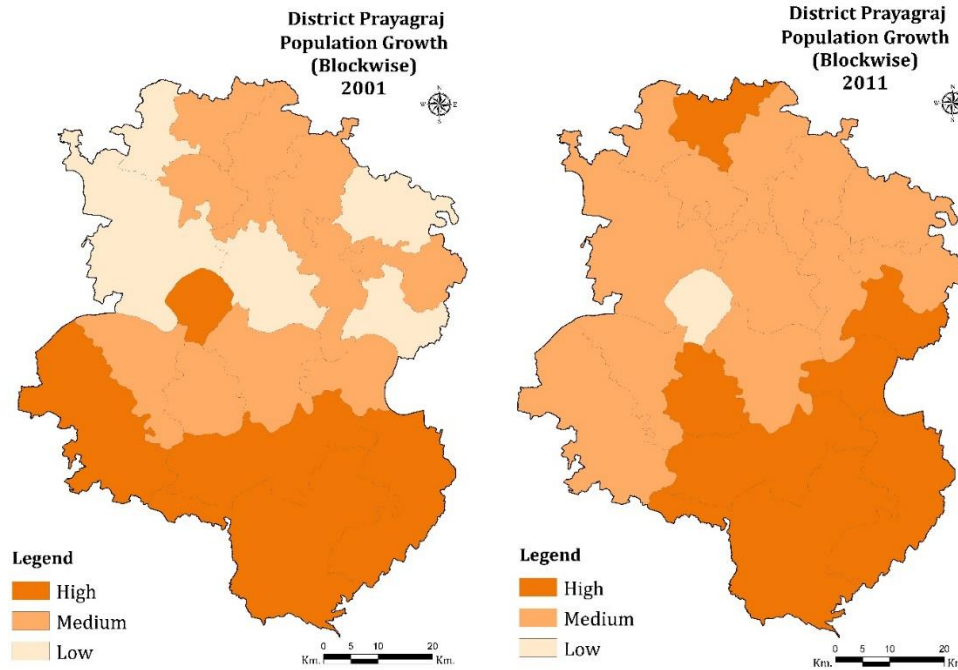 District Prayagraj
Population Growth
(Blockwise)
2001
N
W E
S
Legend
High
Medium
Low
0 5 10 20
Km. Km.
District Prayagraj
Population Growth
(Blockwise)
2011
N
W E
S
Legend
High
Medium
Low
0 5 10 20
Km. Km